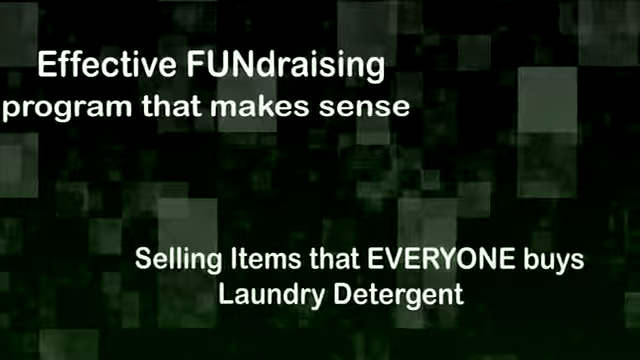 Effective FUNdraising
program that makes sense
Selling Items that EVERYONE buys
Laundry Detergent